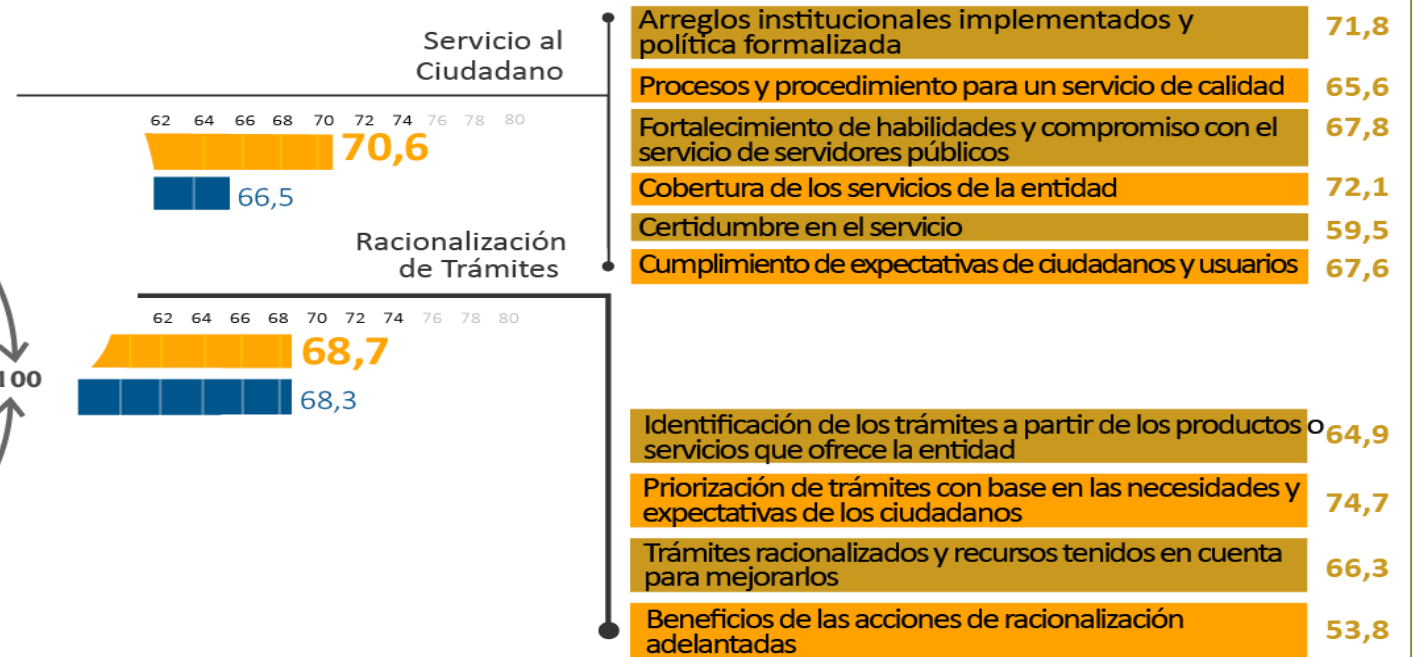 Servicio al
Ciudadano
62 64 66 68 70 72 74 76 78 80
70,6
66,5
Arreglos institucionales implementados y
política formalizada
71,8
Procesos y procedimiento para un servicio de calidad
65,6
Fortalecimiento de habilidades y compromiso con el
servicio de servidores públicos
67,8
Cobertura de los servicios de la entidad
72,1
Certidumbre en el servicio
59,5
Cumplimiento de expectativas de ciudadanos y usuarios
67,6
Racionalización
de Trámites
62 64 66 68 70 72 74 76 78 80
68,7
68,3
100
Identificación de los trámites a partir de los productos o
servicios que ofrece la entidad
64,9
Priorización de trámites con base en las necesidades y
expectativas de los ciudadanos
74,7
Trámites racionalizados y recursos tenidos en cuenta
para mejorarlos
66,3
Beneficios de las acciones de racionalización
adelantadas
53,8